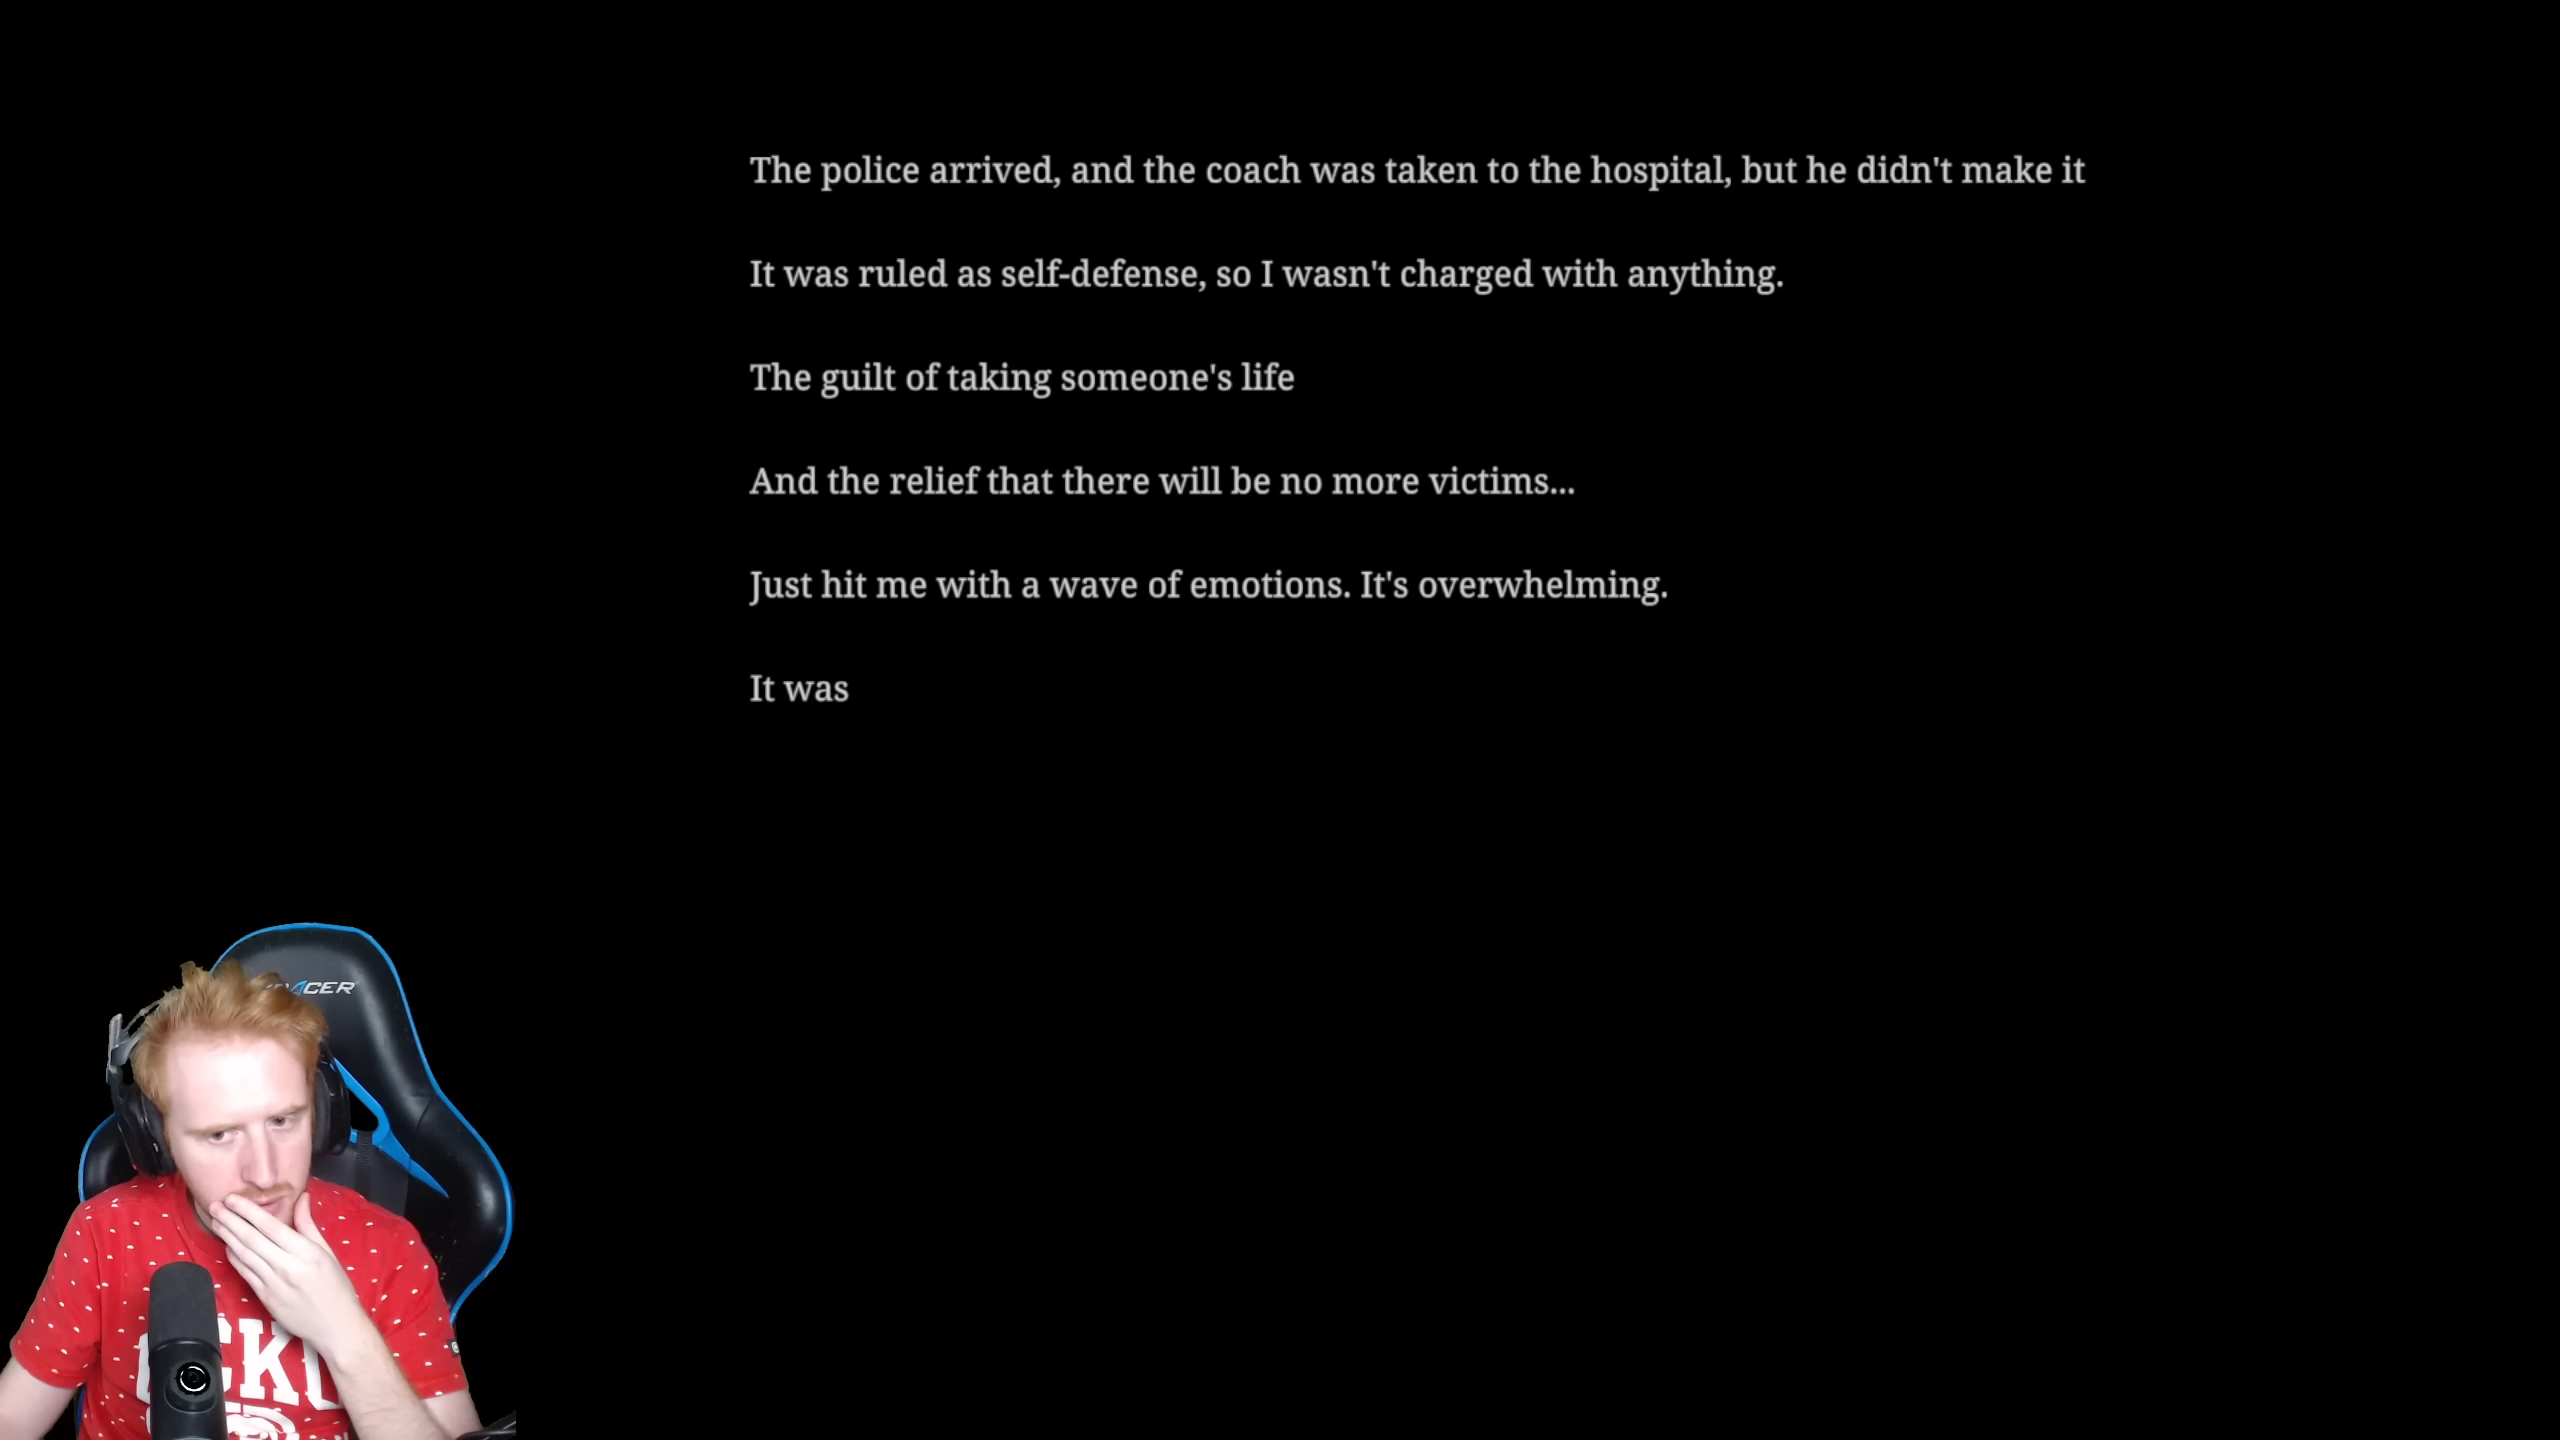 The police arrived, and the coach was taken to the hospital, but he didn't make it
It was ruled as self-defense, so I wasn't charged with anything.
The guilt of taking someone's life
And the relief that there will be no more victims...
Just hit me with a wave of emotions. It's overwhelming.
It was